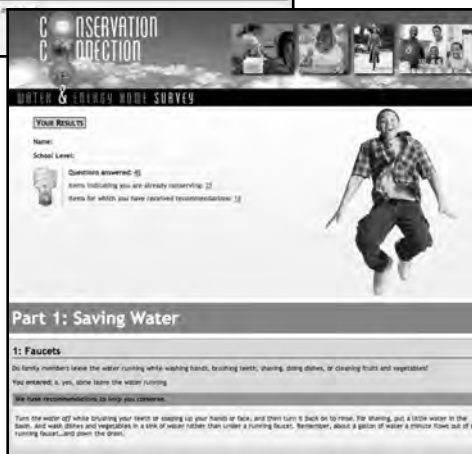 CONSERVATION
CONNECTION
WATER & ENERGY HOME SURVEY
YOUR RESULTS
Name:
School Level:
Questions answered:
Items indicating you are already conserving:
Items for which you have received recommendations:
Part 1: Saving Water
1: Faucets
Do family members leave the water running while washing hands, brushing teeth, shaving, doing dishes, or cleaning fruits and vegetables?
You entered: a. yes, some leave the water running
We have recommendations to help you conserve.
Turn the water off while brushing your teeth or soaping up your hands or face, and then turn it back on to rinse. For shaving, put a little water in the
basin. And wash dishes and vegetables in a sink of water rather than under a running faucet. Remember, about a gallon of water a minute flows out of a
running faucet...and down the drain.